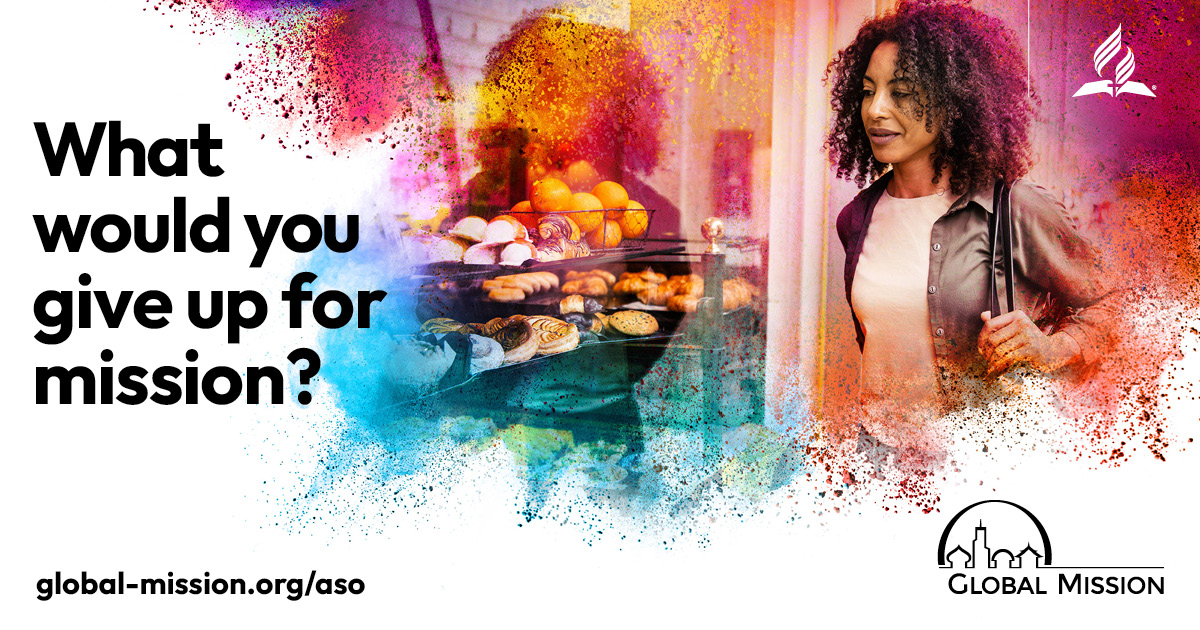 What
would you
give up for
mission?
global-mission.org/aso
GLOBAL MISSION
®